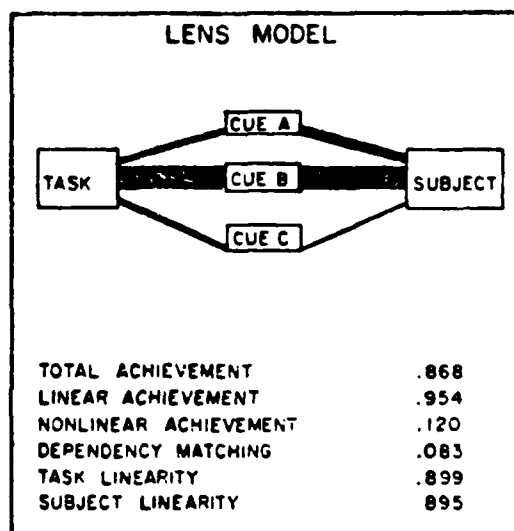 LENS MODEL
CUE A
TASK CUE B SUBJECT
CUE C
TOTAL ACHIEVEMENT .868
LINEAR ACHIEVEMENT .954
NONLINEAR ACHIEVEMENT .120
DEPENDENCY MATCHING .083
TASK LINEARITY .899
SUBJECT LINEARITY 895